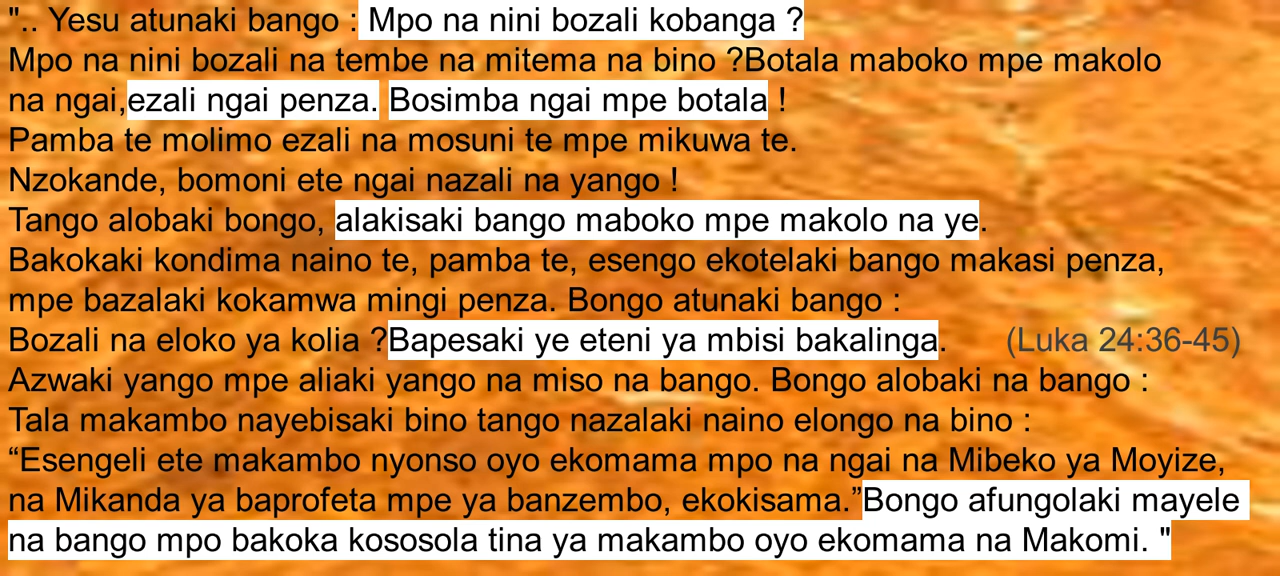 ".. Yesu atunaki bango : Mpo na nini bozali kobanga ?
Mpo na nini bozali na tembe na mitema na bino ?Botala maboko mpe makolo
na ngai,ezali ngai penza. Bosimba ngai mpe botala !
Pamba te molimo ezali na mosuni te mpe mikuwa te.
Nzokande, bomoni ete ngai nazali na yango !
Tango alobaki bongo, alakisaki bango maboko mpe makolo na ye.
Bakokaki kondima naino te, pamba te, esengo ekotelaki bango makasi penza,
mpe bazalaki kokamwa mingi penza. Bongo atunaki bango :
Bozali na eloko ya kolia ?Bapesaki ye eteni ya mbisi bakalinga. (Luka 24:36-45)
Azwaki yango mpe aliaki yango na miso na bango. Bongo alobaki na bango :
Tala makambo nayebisaki bino tango nazalaki naino elongo na bino :
“Esengeli ete makambo nyonso oyo ekomama mpo na ngai na Mibeko ya Moyize,
na Mikanda ya baprofeta mpe ya banzembo, ekokisama.”Bongo afungolaki mayele
na bango mpo bakoka kososola tina ya makambo oyo ekomama na Makomi. "